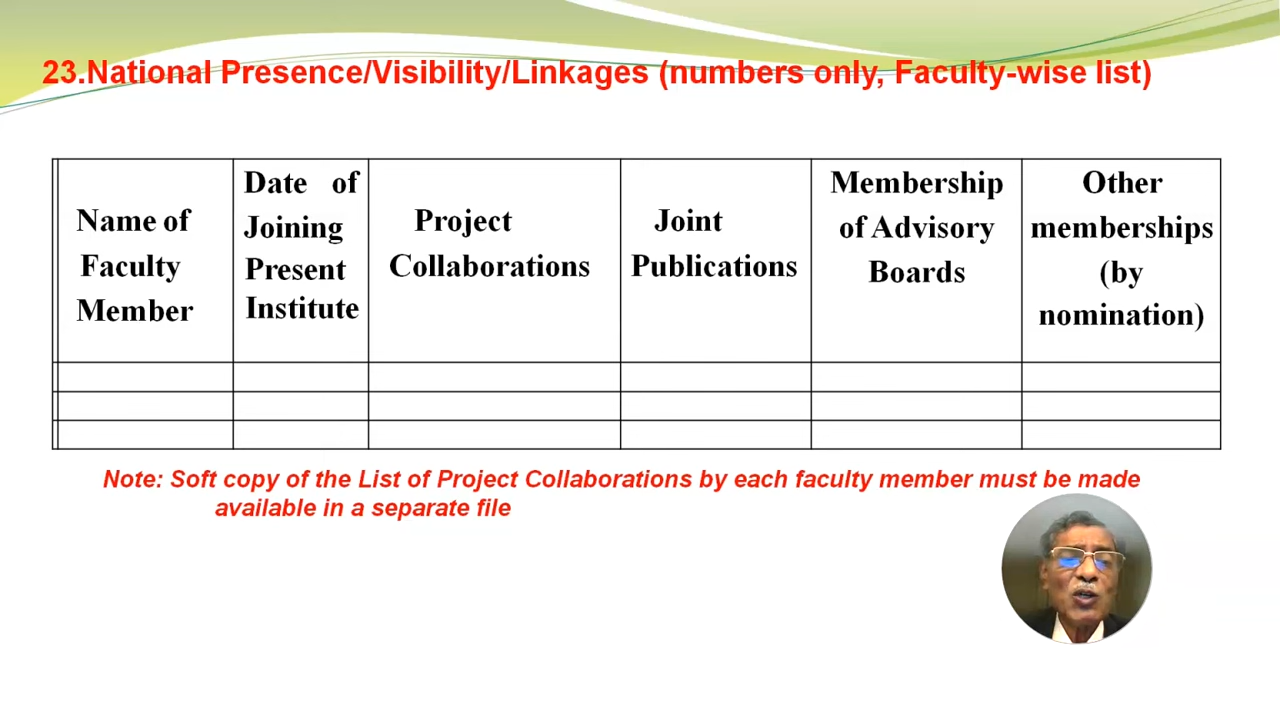 23.National Presence/Visibility/Linkages (numbers only, Faculty-wise list)
Name of
Faculty
Member
Date of
Joining
Present
Institute
Project
Collaborations
Joint
Publications
Membership
of Advisory
Boards
Other
memberships
(by
nomination)
Note: Soft copy of the List of Project Collaborations by each faculty member must be made
available in a separate file